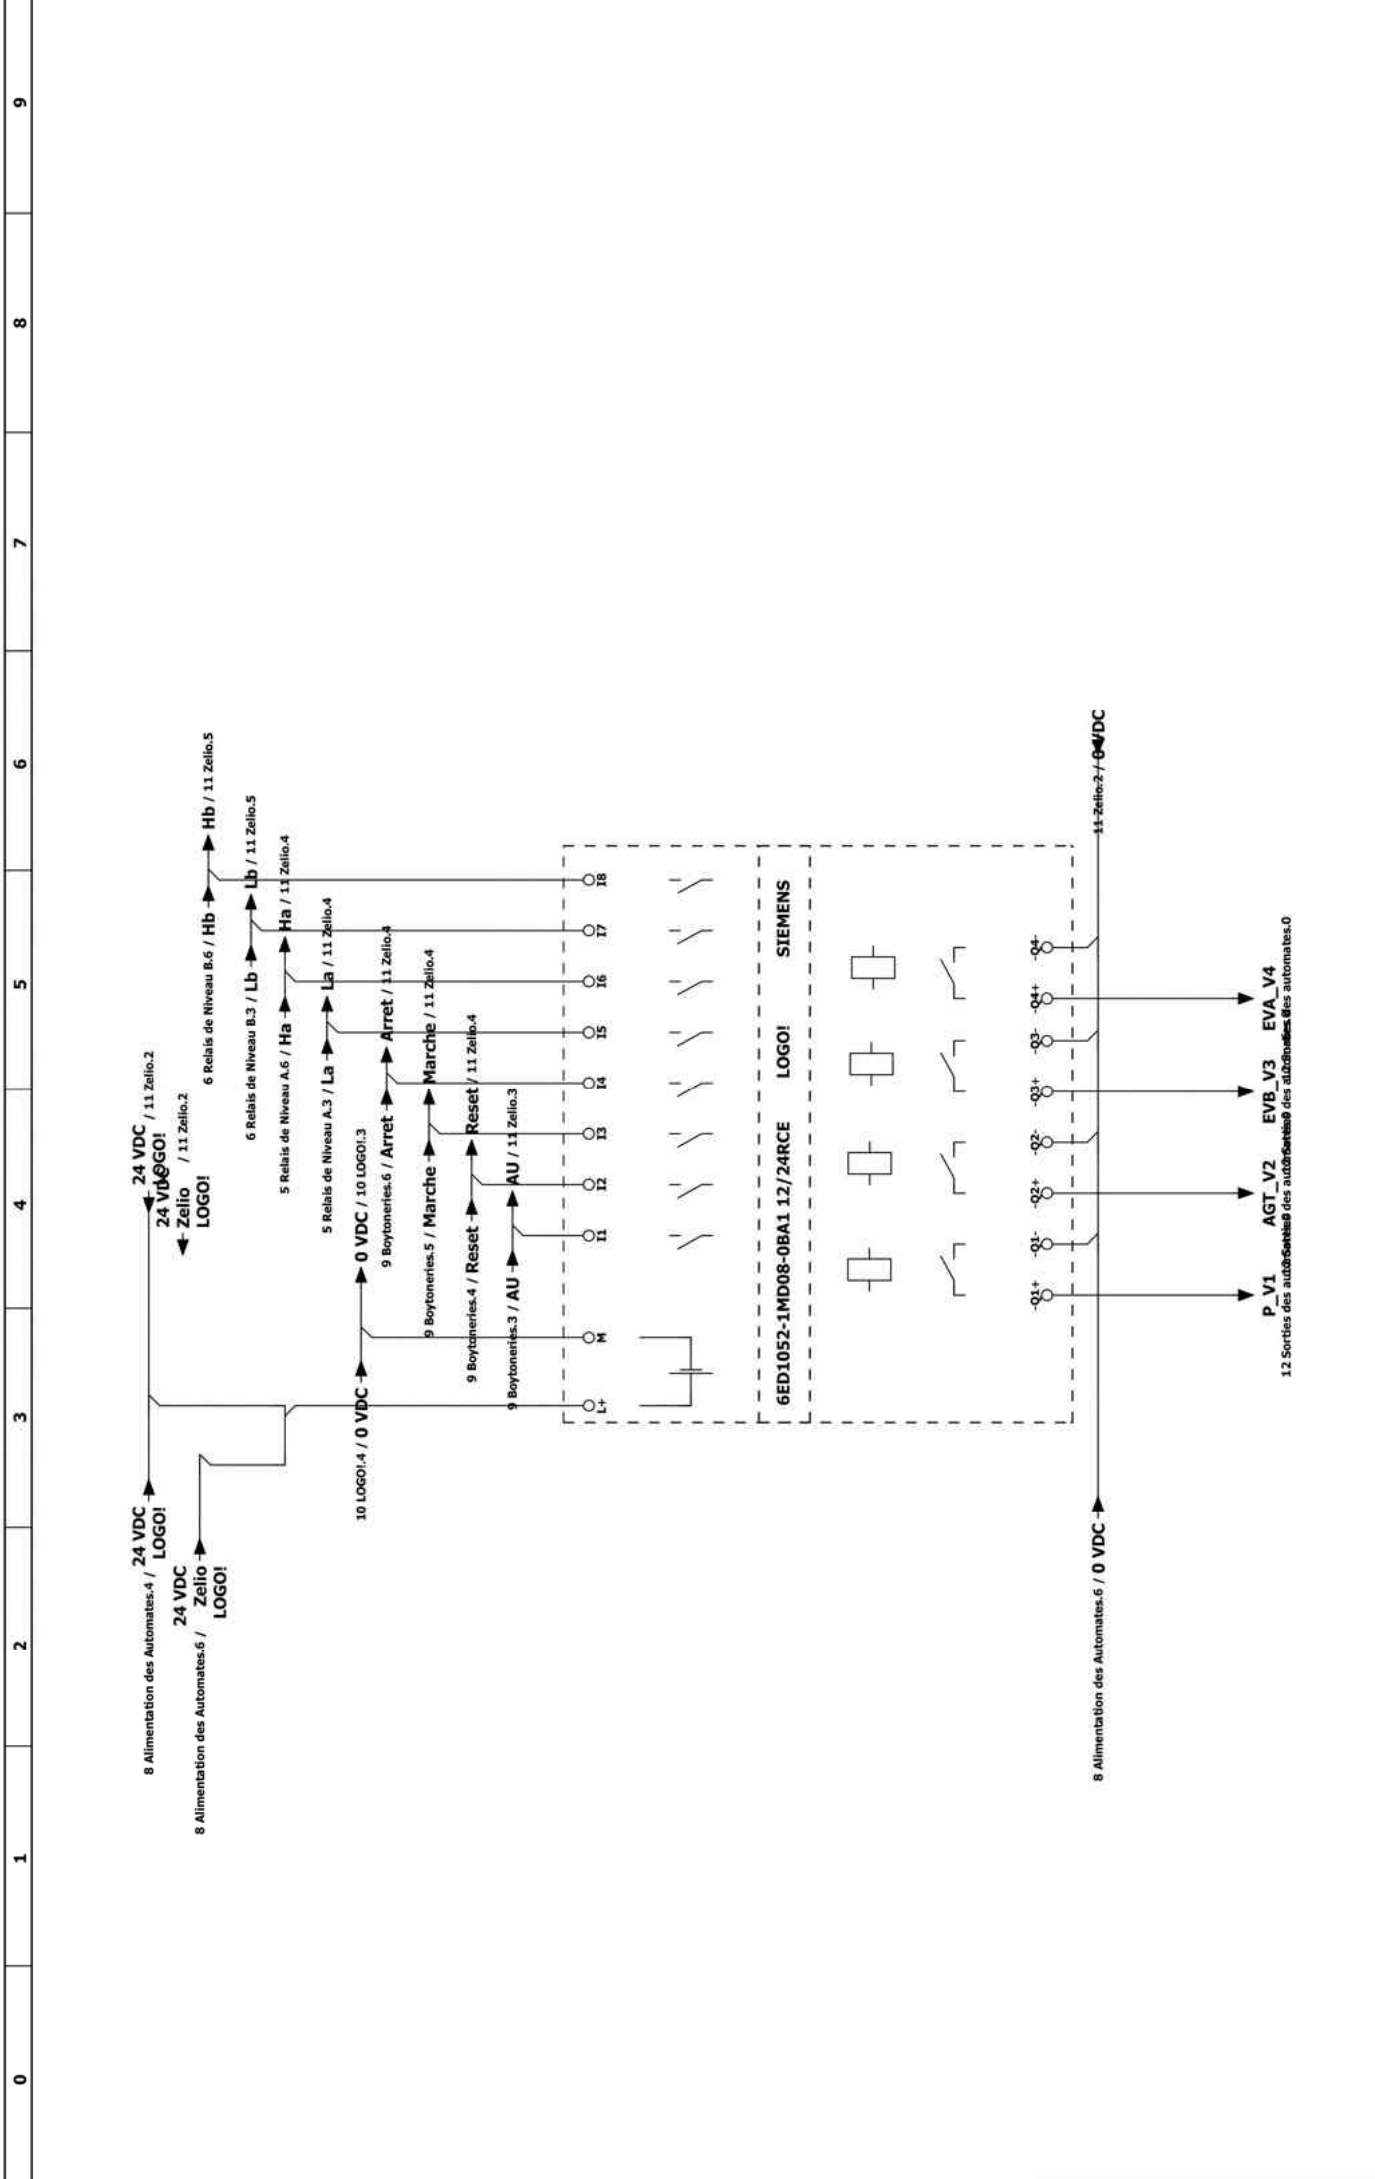 0 1 2 3 4 5 6 7 8 9
8 Alimentation des Automates.4 / 24 VDC
LOGO!
24 VDC / 11 Zelio.2
LOGO!
8 Alimentation des Automates.6 / 24 VDC
Zelio
LOGO!
24 VDC
Zelio / 11 Zelio.2
LOGO!
6 Relais de Niveau B.6 / Hb Hb / 11 Zelio.5
6 Relais de Niveau B.3 / Lb Lb / 11 Zelio.5
5 Relais de Niveau A.6 / Ha Ha / 11 Zelio.4
5 Relais de Niveau A.3 / La La / 11 Zelio.4
10 LOGO!.4 / 0 VDC 0 VDC / 10 LOGO!.3
9 Boytoneries.6 / Arret Arret / 11 Zelio.4
9 Boytoneries.5 / Marche Marche / 11 Zelio.4
9 Boytoneries.4 / Reset Reset / 11 Zelio.4
9 Boytoneries.3 / AU AU / 11 Zelio.3
L+ M I1 I2 I3 I4 I5 I6 I7 I8
6ED1052-1MD08-0BA1 12/24RCE LOGO! SIEMENS
-Q1+ -Q1- -Q2+ -Q2- -Q3+ -Q3- -Q4+ -Q4-
8 Alimentation des Automates.6 / 0 VDC 11 Zelio.2 / 0 VDC
P_V1 AGT_V2 EVB_V3 EVA_V4
12 Sorties des automates.0